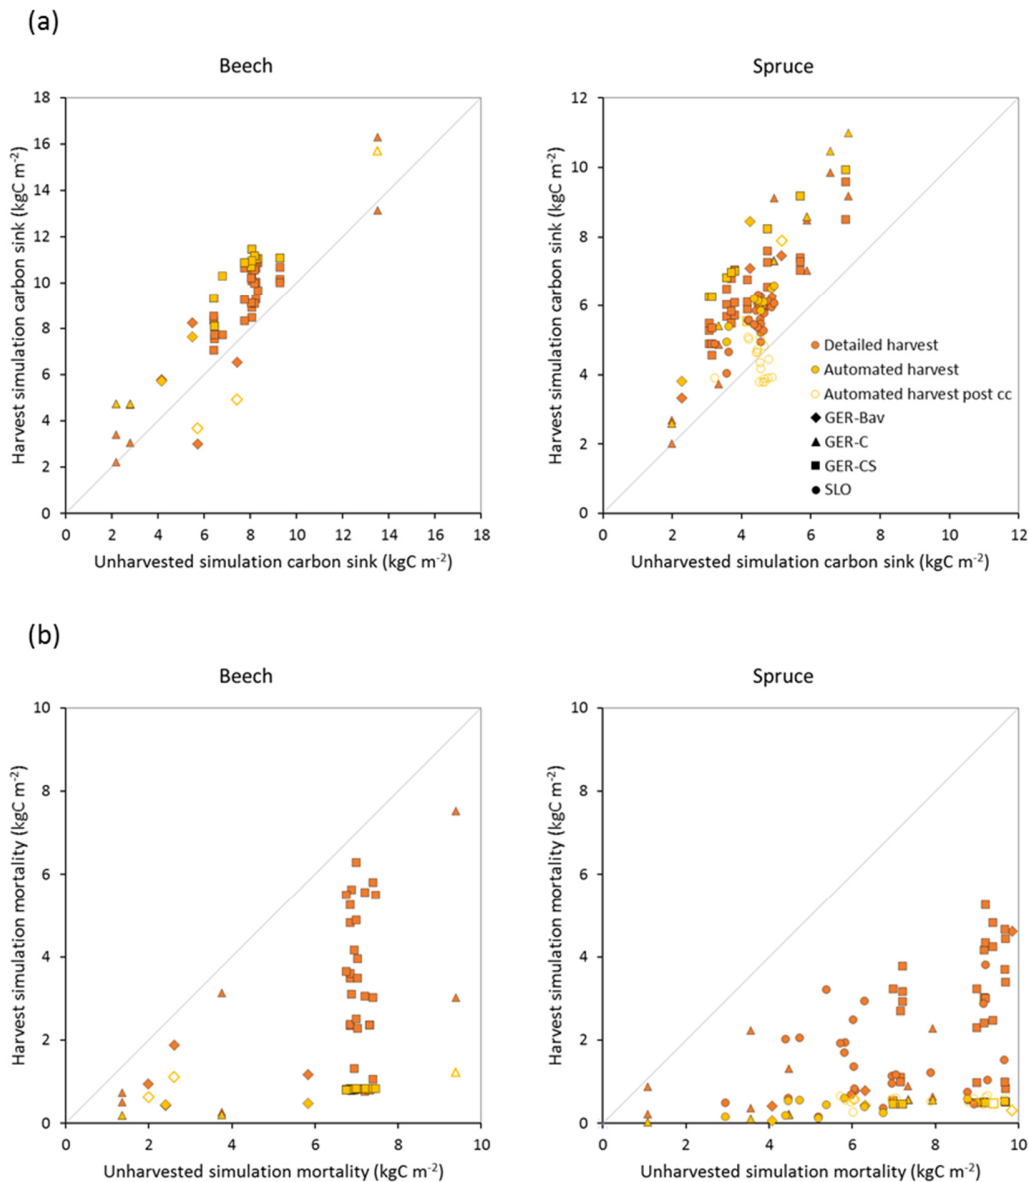 (a)
Beech
Spruce
Harvest simulation carbon sink (kgC m⁻²)
18
16
14
12
10
8
6
4
2
0
0 2 4 6 8 10 12 14 16 18
Unharvested simulation carbon sink (kgC m⁻²)
Harvest simulation carbon sink (kgC m⁻²)
12
10
8
6
4
2
0
0 2 4 6 8 10 12
Unharvested simulation carbon sink (kgC m⁻²)
Detailed harvest
Automated harvest
Automated harvest post cc
GER-Bav
GER-C
GER-CS
SLO
(b)
Beech
Spruce
Harvest simulation mortality (kgC m⁻²)
10
8
6
4
2
0
0 2 4 6 8 10
Unharvested simulation mortality (kgC m⁻²)
Harvest simulation mortality (kgC m⁻²)
10
8
6
4
2
0
0 2 4 6 8 10
Unharvested simulation mortality (kgC m⁻²)